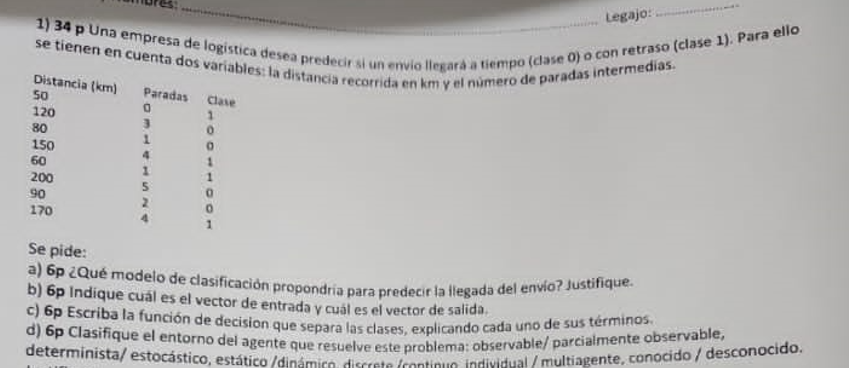 Legajo:
1) 34 p Una empresa de logística desea predecir si un envío llegará a tiempo (clase 0) o con retraso (clase 1). Para ello
se tienen en cuenta dos variables: la distancia recorrida en km y el número de paradas intermedias.
Distancia (km) Paradas Clase
50 0 1
120 3 0
80 1 0
150 4 1
60 1 1
200 5 0
90 2 0
170 4 1
Se pide:
a) 6p ¿Qué modelo de clasificación propondría para predecir la llegada del envío? Justifique.
b) 6p Indique cuál es el vector de entrada y cuál es el vector de salida.
c) 6p Escriba la función de decision que separa las clases, explicando cada uno de sus términos.
d) 6p Clasifique el entorno del agente que resuelve este problema: observable/ parcialmente observable,
determinista/ estocástico, estático /dinámico, discrete /continuo, individual / multiagente, conocido / desconocido.